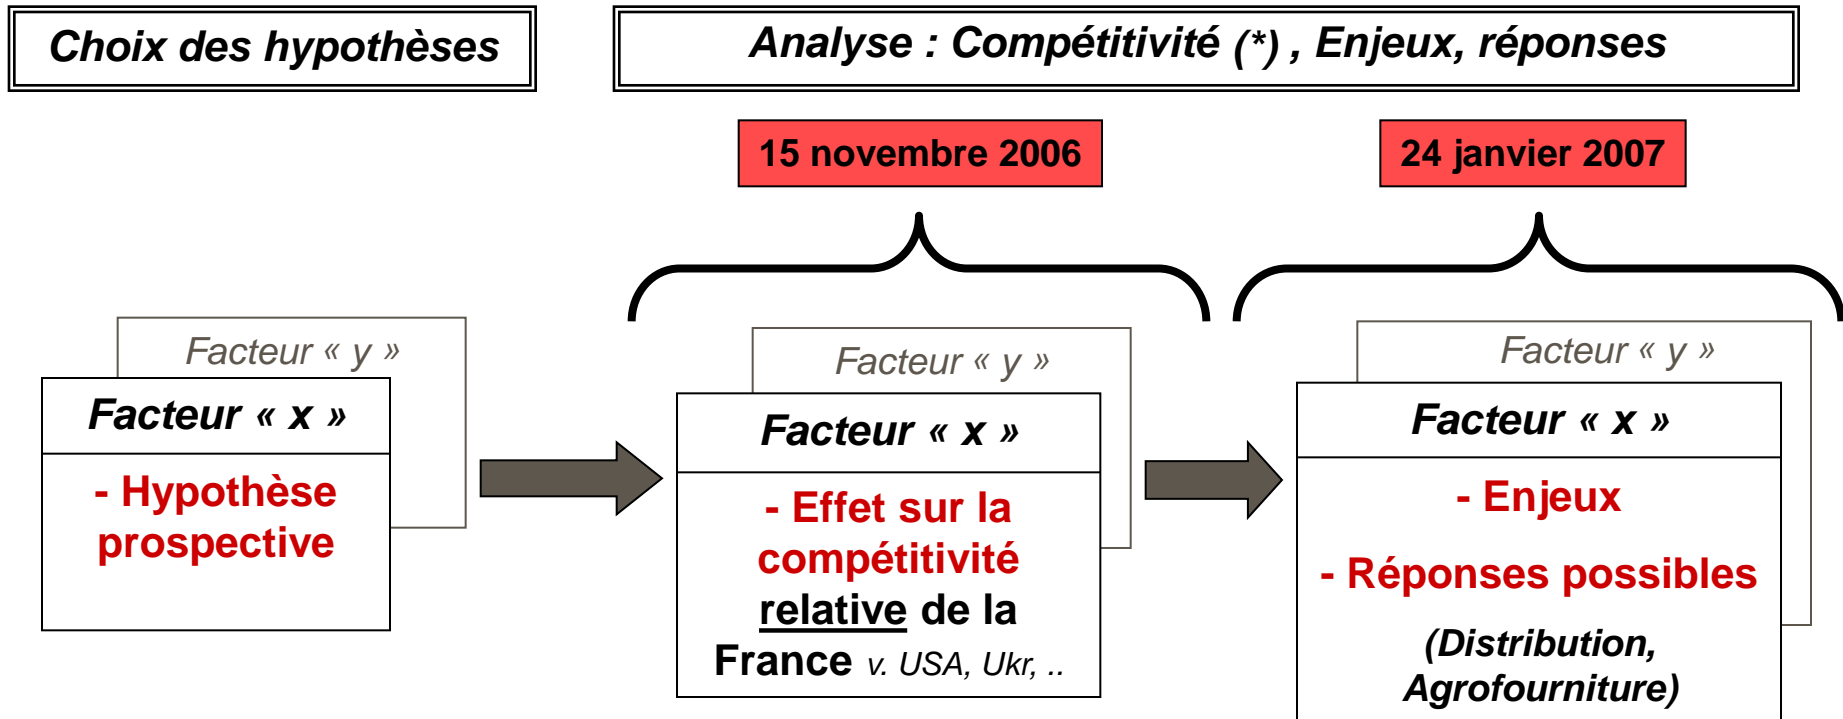 Choix des hypothèses
Analyse : Compétitivité (*) , Enjeux, réponses
15 novembre 2006
24 janvier 2007
Facteur « y »
Facteur « x »
- Hypothèse
prospective
Facteur « y »
Facteur « x »
- Effet sur la
compétitivité
relative de la
France v. USA, Ukr, ..
Facteur « y »
Facteur « x »
- Enjeux
- Réponses possibles
(Distribution,
Agrofourniture)